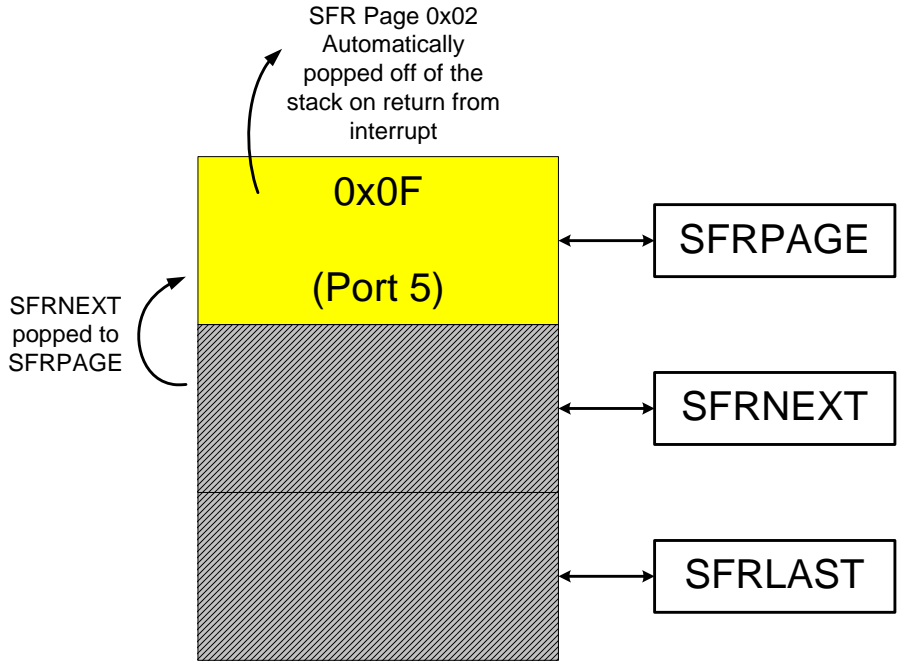 SFR Page 0x02
Automatically
popped off of the
stack on return from
interrupt
0x0F
(Port 5)
SFRPAGE
SFRNEXT
popped to
SFRPAGE
SFRNEXT
SFRLAST